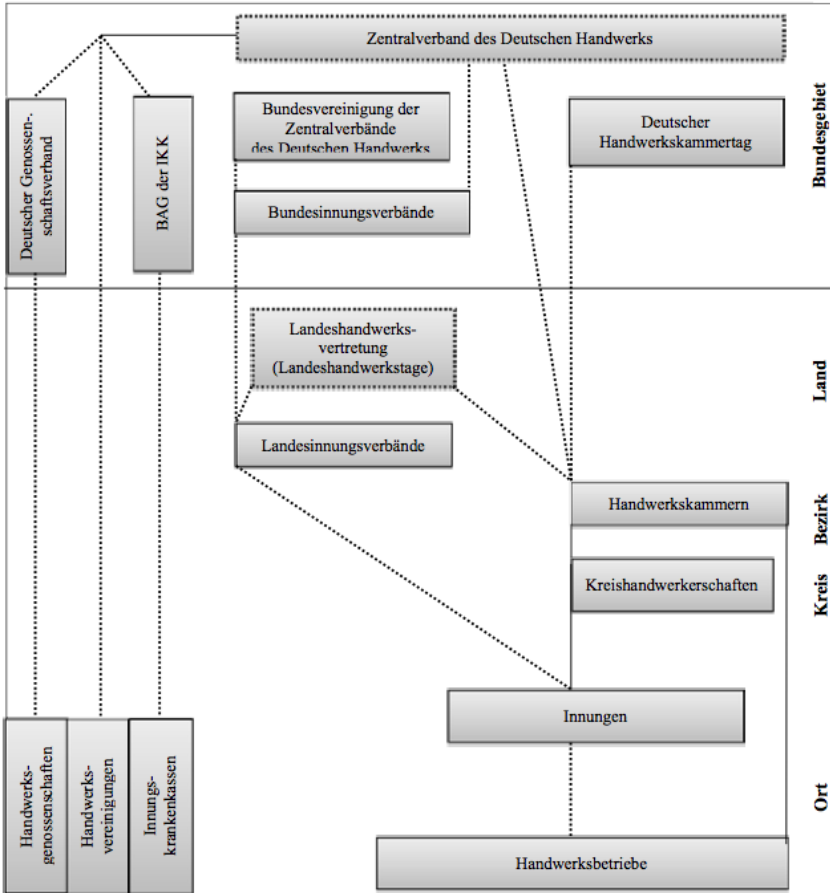 Zentralverband des Deutschen Handwerks
Deutscher Genossen-.
schaftsverband
BAG der IKK
Bundesvereinigung der
Zentralverbände
des Deutschen Handwerks
Deutscher
Handwerkskammertag
Bundesinnungsverbände
Bundesgebiet
Landeshandwerks-
vertretung
(Landeshandwerkstage)
Landesinnungsverbände
Land
Handwerkskammern
Bezirk
Kreishandwerkerschaften
Kreis
Innungen
Handwerks-
genossenschaften
Handwerks-
vereinigungen
Innungs-
krankenkassen
Handwerksbetriebe
Ort